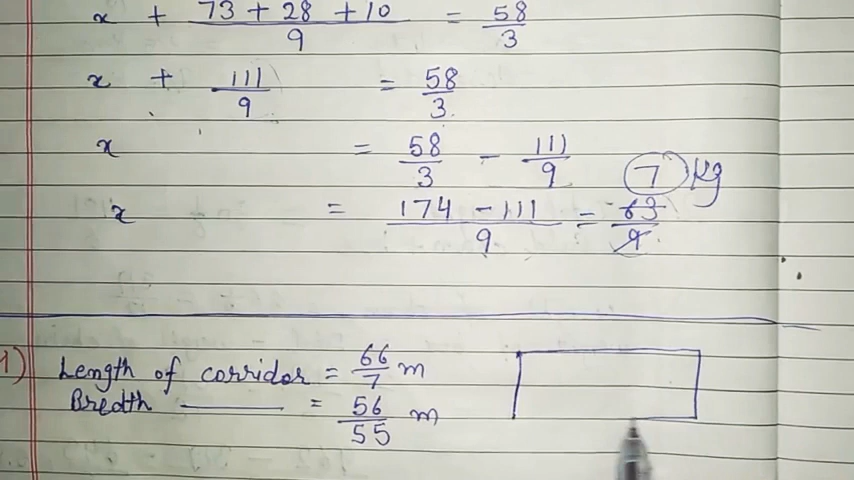 x + 73 + 28 + 10 / 9 = 58/3
x + 111/9 = 58/3
x = 58/3 - 111/9
7 Kg
x = 174 - 111 / 9 = 63/9
1) Length of corridor = 66/7 m
Bredth ——— = 56/55 m